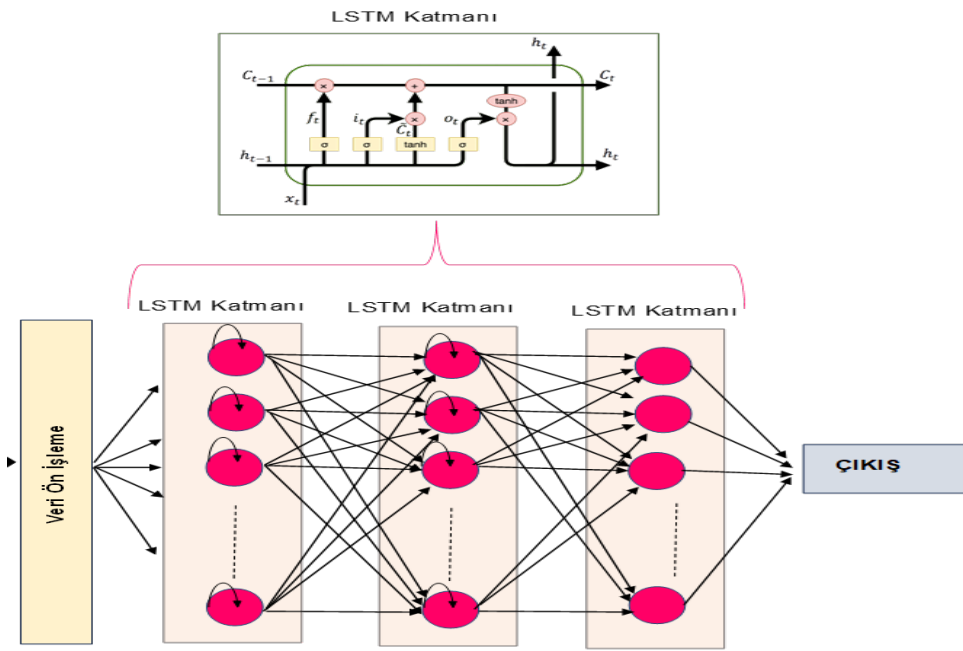 LSTM Katmanı
h_t
C_{t-1} × + C_t
tanh
f_t i_t × o_t ×
C̃_t
σ σ tanh σ
h_{t-1} h_t
x_t
LSTM Katmanı LSTM Katmanı LSTM Katmanı
Veri Ön İşleme
ÇIKIŞ